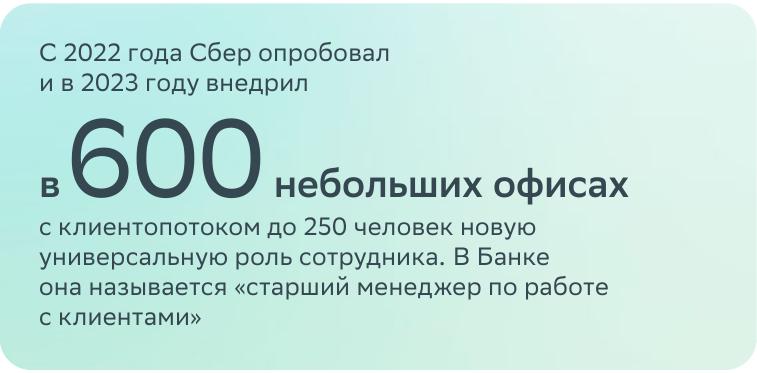 С 2022 года Сбер опробовал
и в 2023 году внедрил
в 600 небольших офисах
с клиентопотоком до 250 человек новую
универсальную роль сотрудника. В Банке
она называется «старший менеджер по работе
с клиентами»